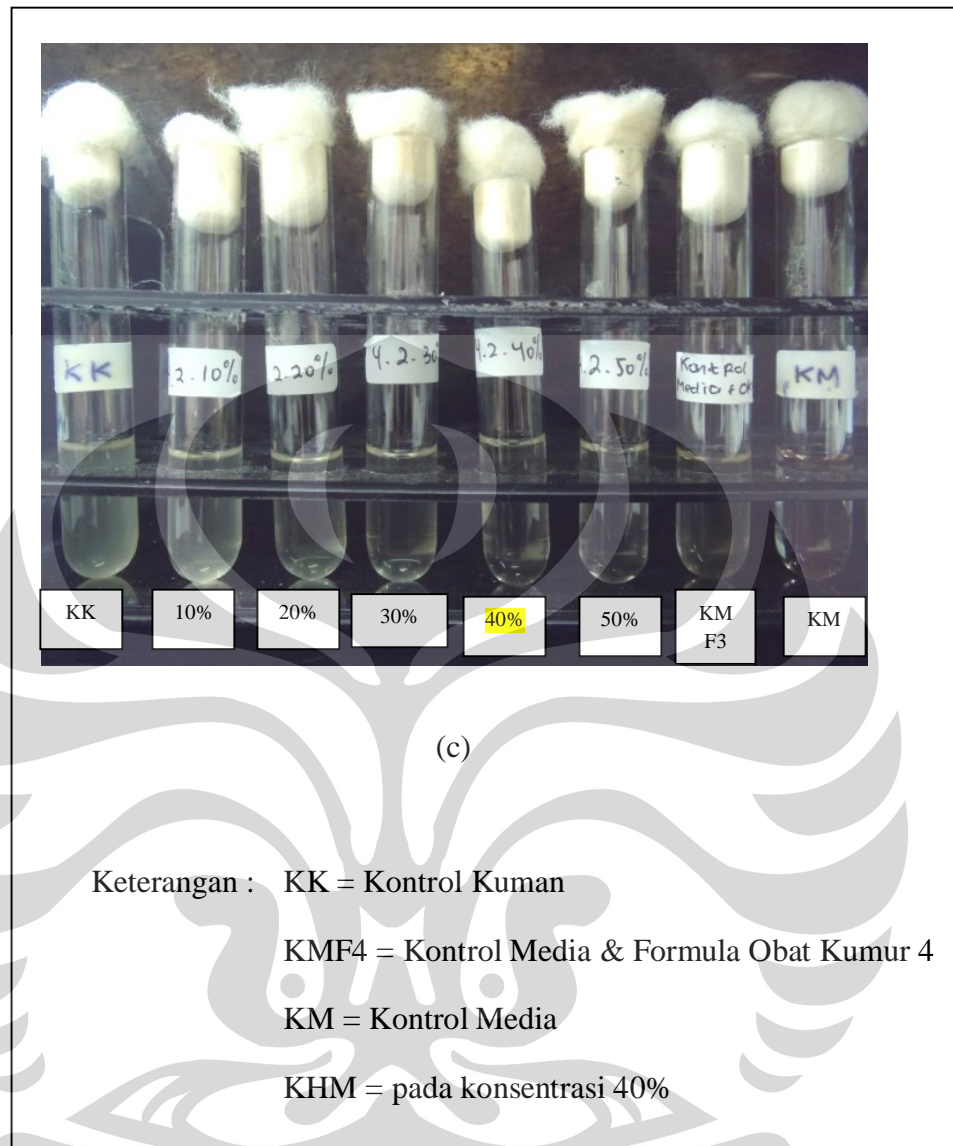 KK
.2.10%
2.20%
4.2.30
4.2.40%
.2.50%
Kontrol
Media + OK
KM
KK
10%
20%
30%
40%
50%
KM
F3
KM
(c)
Keterangan : KK = Kontrol Kuman
KMF4 = Kontrol Media & Formula Obat Kumur 4
KM = Kontrol Media
KHM = pada konsentrasi 40%